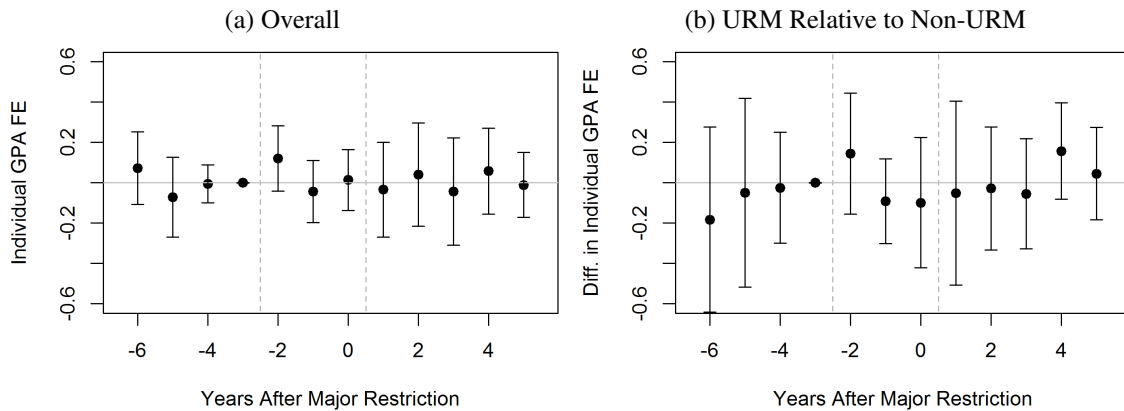 (a) Overall
Individual GPA FE
0.6
0.2
-0.2
-0.6
-6 -4 -2 0 2 4
Years After Major Restriction
(b) URM Relative to Non-URM
Diff. in Individual GPA FE
0.6
0.2
-0.2
-0.6
-6 -4 -2 0 2 4
Years After Major Restriction